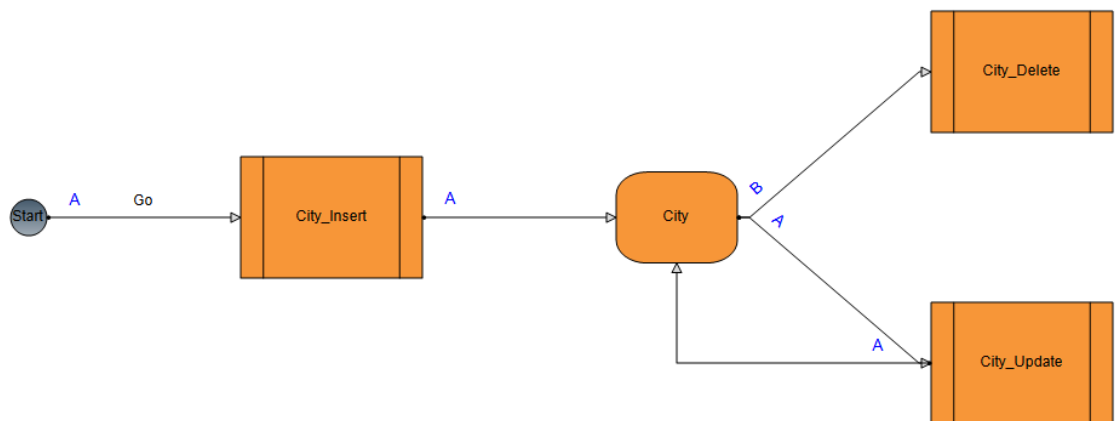 City_Delete
A
Go
A
B
Start
City_Insert
City
A
A
City_Update